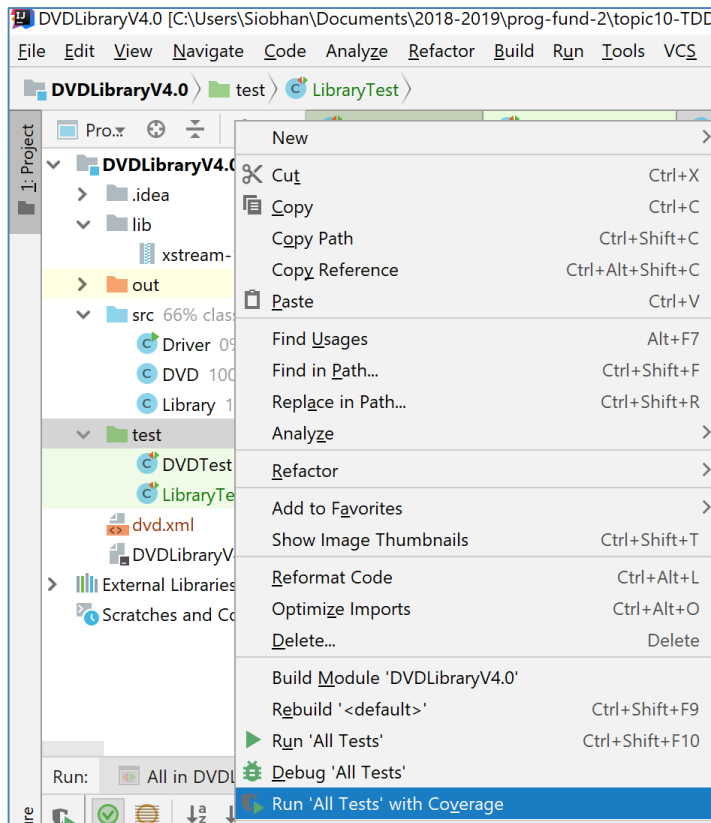 DVDLibraryV4.0 [C:\Users\Siobhan\Documents\2018-2019\prog-fund-2\topic10-TDD
File Edit View Navigate Code Analyze Refactor Build Run Tools VCS
DVDLibraryV4.0 test LibraryTest
1: Project
Pro..
DVDLibraryV4.0
.idea
lib
xstream-
out
src 66% clas
Driver 0%
DVD 100
Library 1
test
DVDTest
LibraryTe
dvd.xml
DVDLibraryV4
External Libraries
Scratches and Co
New
Cut Ctrl+X
Copy Ctrl+C
Copy Path Ctrl+Shift+C
Copy Reference Ctrl+Alt+Shift+C
Paste Ctrl+V
Find Usages Alt+F7
Find in Path... Ctrl+Shift+F
Replace in Path... Ctrl+Shift+R
Analyze
Refactor
Add to Favorites
Show Image Thumbnails Ctrl+Shift+T
Reformat Code Ctrl+Alt+L
Optimize Imports Ctrl+Alt+O
Delete... Delete
Build Module 'DVDLibraryV4.0'
Rebuild '<default>' Ctrl+Shift+F9
Run 'All Tests' Ctrl+Shift+F10
Debug 'All Tests'
Run 'All Tests' with Coverage
Run: All in DVDL